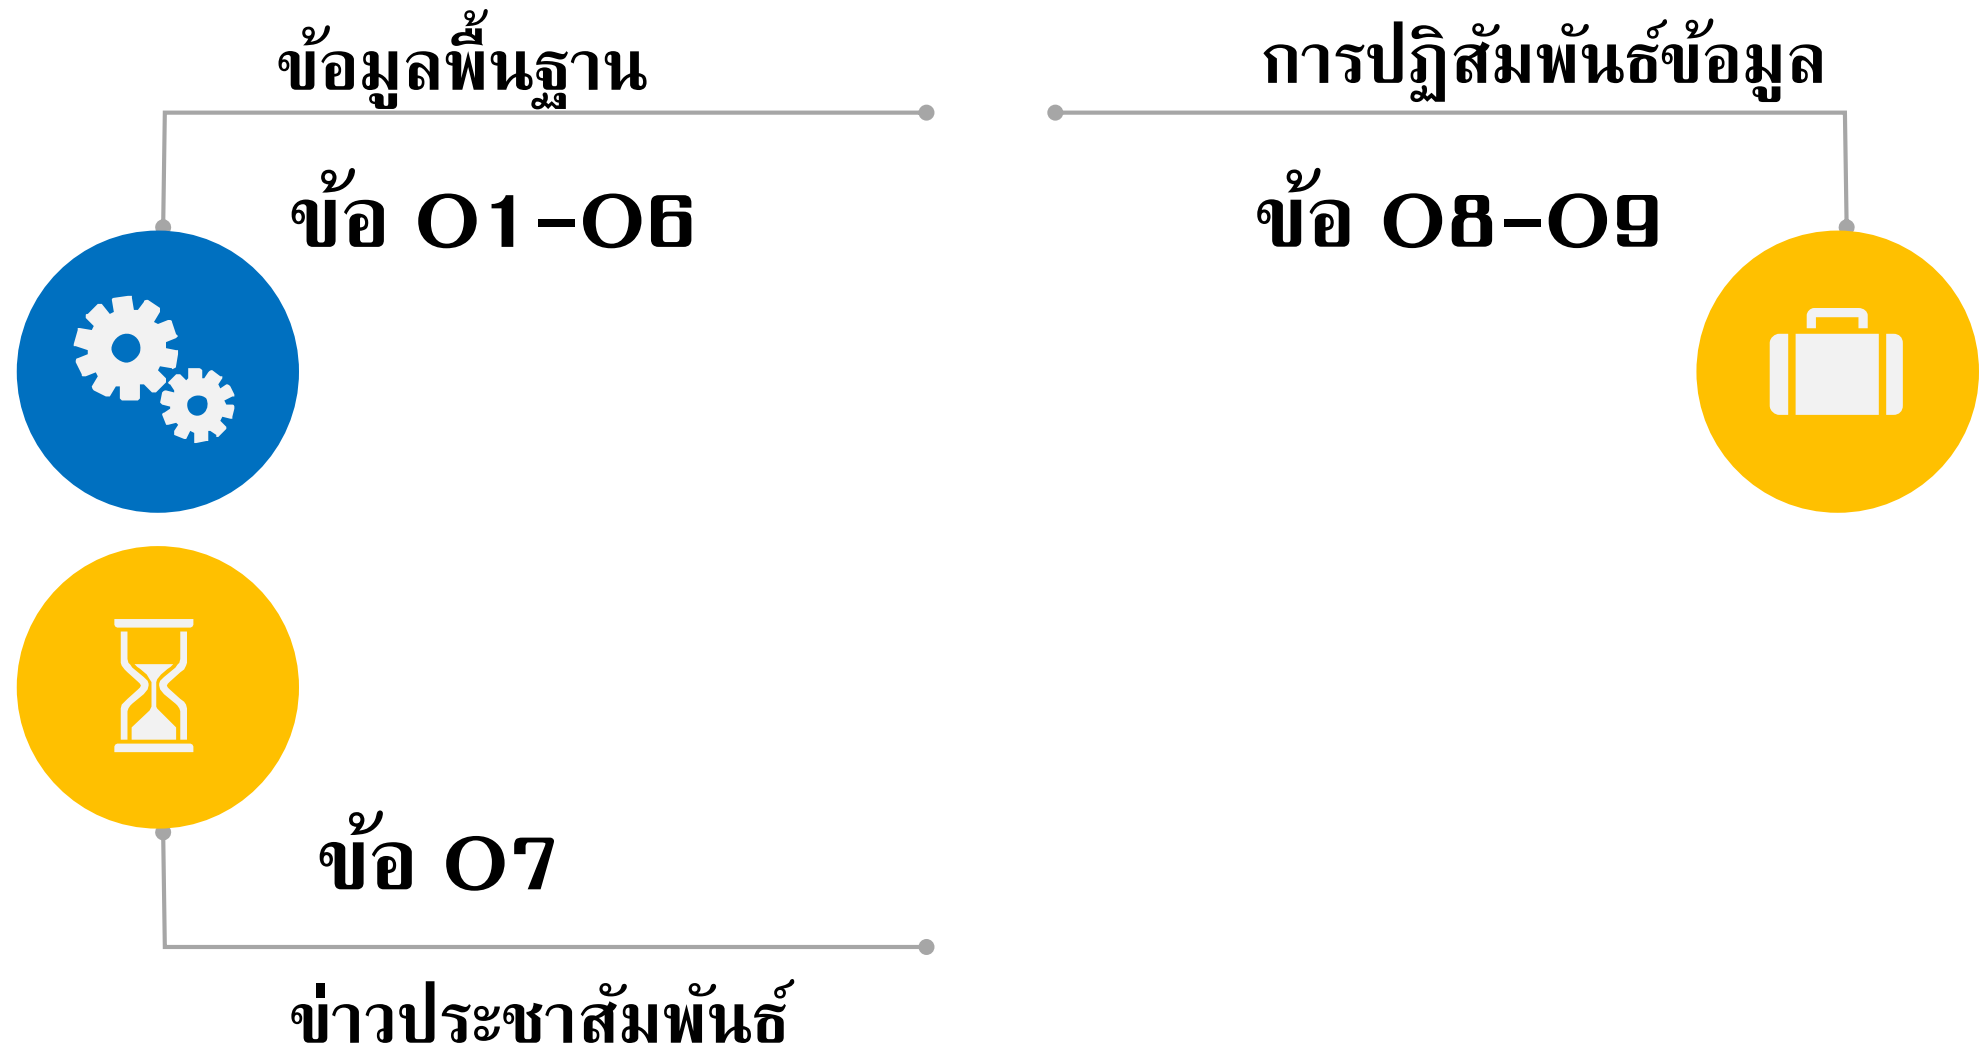 ข้อมูลพื้นฐาน
ข้อ O1-O6
การปฏิสัมพันธ์ข้อมูล
ข้อ O8-O9
ข้อ O7
ข่าวประชาสัมพันธ์